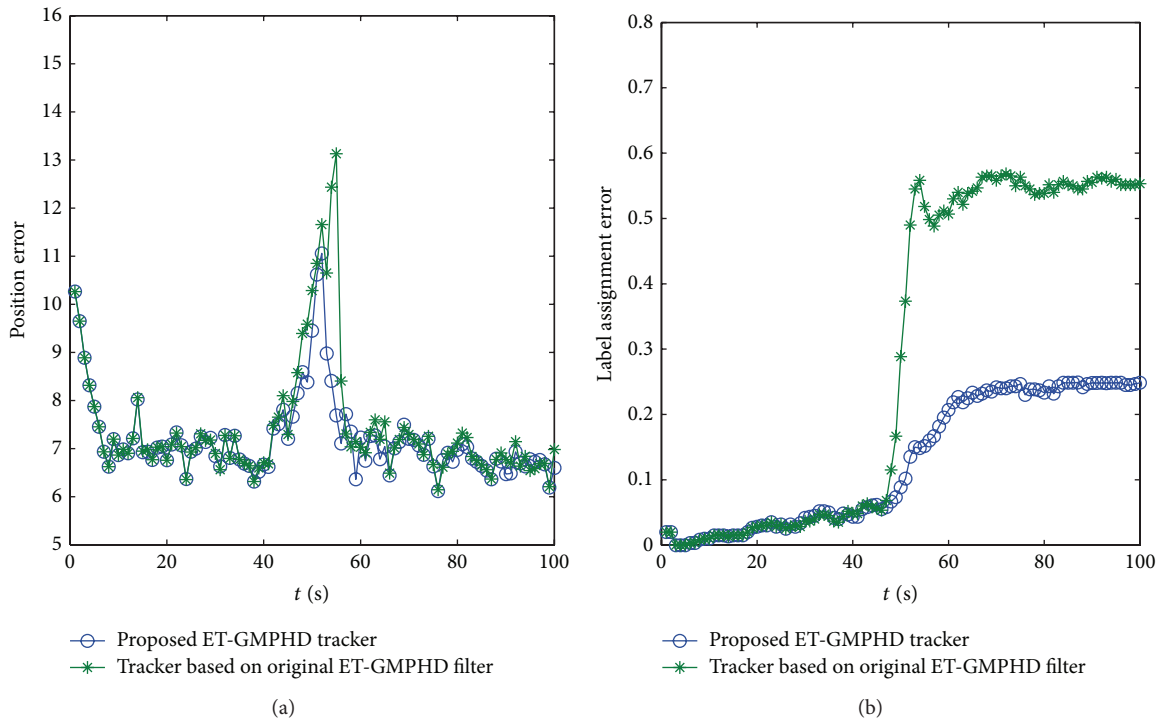 16
15
14
13
12
11
10
9
8
7
6
5
Position error
0 20 40 60 80 100
t (s)
Proposed ET-GMPHD tracker
Tracker based on original ET-GMPHD filter
(a)
0.8
0.7
0.6
0.5
0.4
0.3
0.2
0.1
0
Label assignment error
0 20 40 60 80 100
t (s)
Proposed ET-GMPHD tracker
Tracker based on original ET-GMPHD filter
(b)